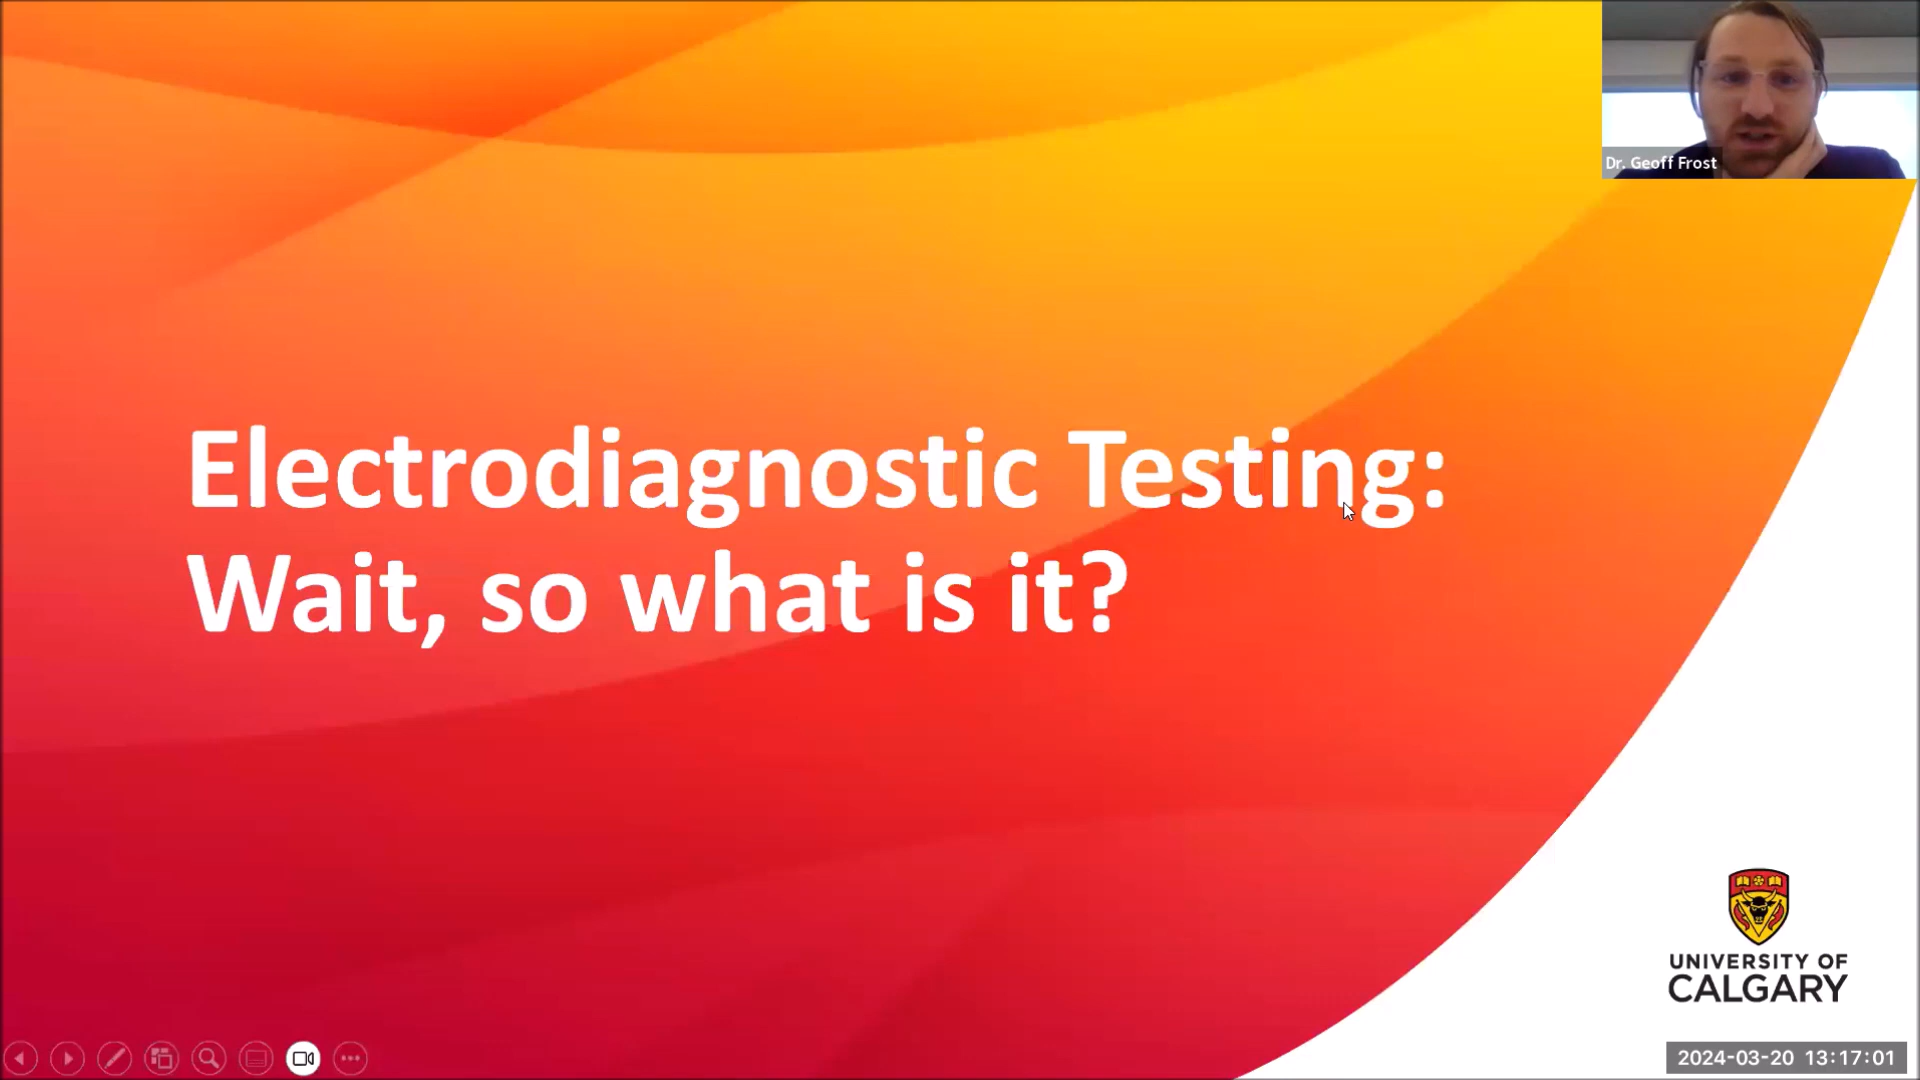 Dr. Geoff Frost
Electrodiagnostic Testing:
Wait, so what is it?
UNIVERSITY OF
CALGARY
2024-03-20 13:17:01